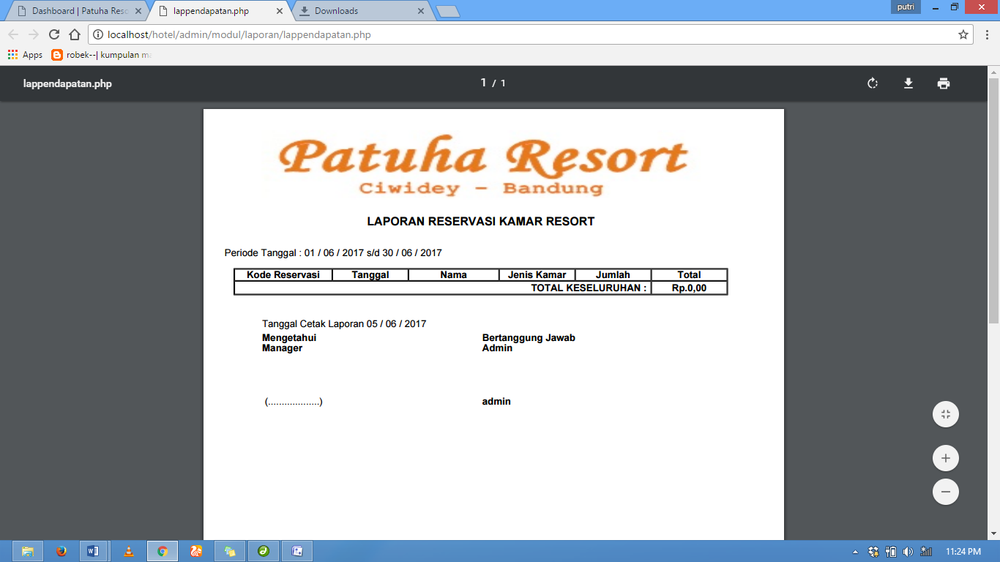 Dashboard | Patuha Reso
lappendapatan.php
Downloads
putri
localhost/hotel/admin/modul/laporan/lappendapatan.php
Apps
robek--| kumpulan ma
lappendapatan.php
1 / 1
Patuha Resort
Ciwidey - Bandung
LAPORAN RESERVASI KAMAR RESORT
Periode Tanggal : 01 / 06 / 2017 s/d 30 / 06 / 2017
Kode Reservasi Tanggal Nama Jenis Kamar Jumlah Total
TOTAL KESELURUHAN : Rp.0,00
Tanggal Cetak Laporan 05 / 06 / 2017
Mengetahui Bertanggung Jawab
Manager Admin
(...................) admin
11:24 PM